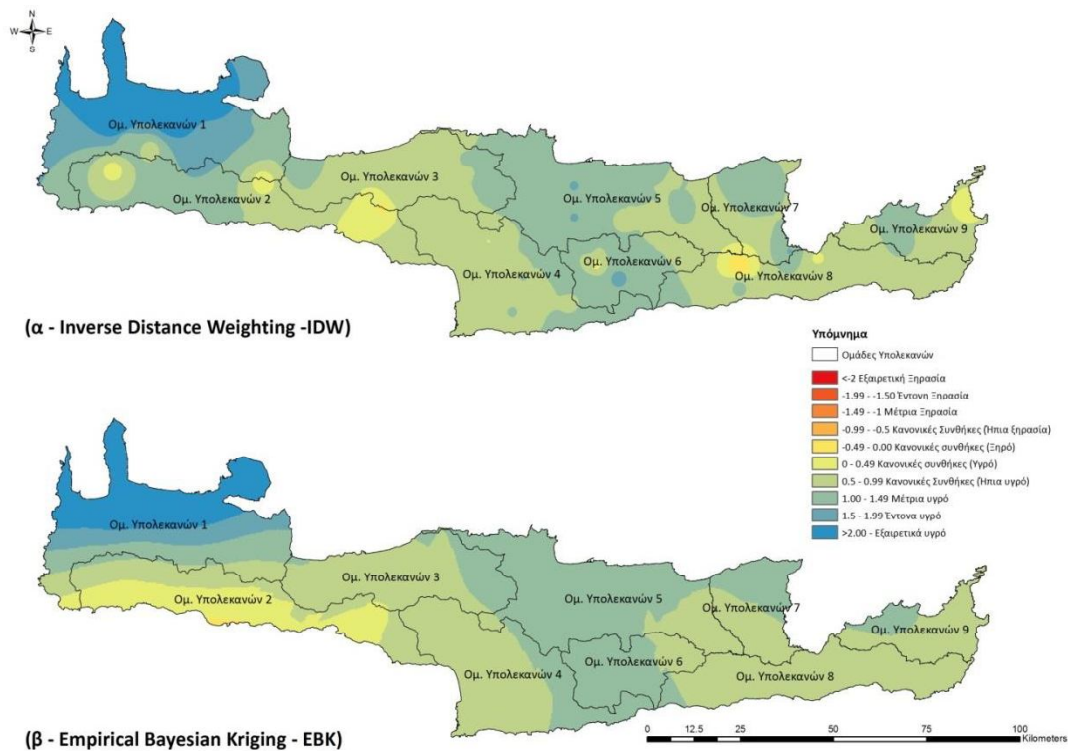 N
W E
S
Ομ. Υπολεκανών 1
Ομ. Υπολεκανών 2
Ομ. Υπολεκανών 3
Ομ. Υπολεκανών 4
Ομ. Υπολεκανών 5
Ομ. Υπολεκανών 6
Ομ. Υπολεκανών 7
Ομ. Υπολεκανών 8
Ομ. Υπολεκανών 9
(α - Inverse Distance Weighting -IDW)
Υπόμνημα
Ομάδες Υπολεκανών
<-2 Εξαιρετική Ξηρασία
-1.99 - -1.50 Έντονη Ξηρασία
-1.49 - -1 Μέτρια Ξηρασία
-0.99 - -0.5 Κανονικές Συνθήκες (Ήπια ξηρασία)
-0.49 - 0.00 Κανονικές συνθήκες (Ξηρό)
0 - 0.49 Κανονικές συνθήκες (Υγρό)
0.5 - 0.99 Κανονικές Συνθήκες (Ήπια υγρό)
1.00 - 1.49 Μέτρια υγρό
1.5 - 1.99 Έντονα υγρό
>2.00 - Εξαιρετικά υγρό
Ομ. Υπολεκανών 1
Ομ. Υπολεκανών 2
Ομ. Υπολεκανών 3
Ομ. Υπολεκανών 4
Ομ. Υπολεκανών 5
Ομ. Υπολεκανών 6
Ομ. Υπολεκανών 7
Ομ. Υπολεκανών 8
Ομ. Υπολεκανών 9
(β - Empirical Bayesian Kriging - EBK)
0 12.5 25 50 75 100
Kilometers